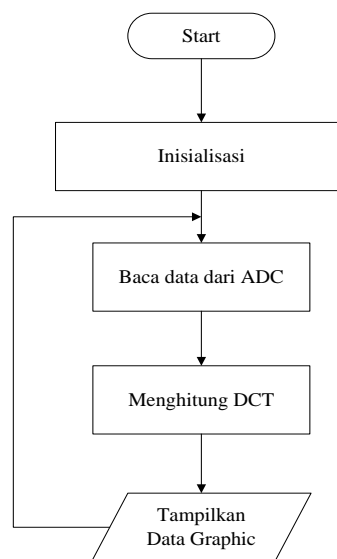 Start
Inisialisasi
Baca data dari ADC
Menghitung DCT
Tampilkan
Data Graphic